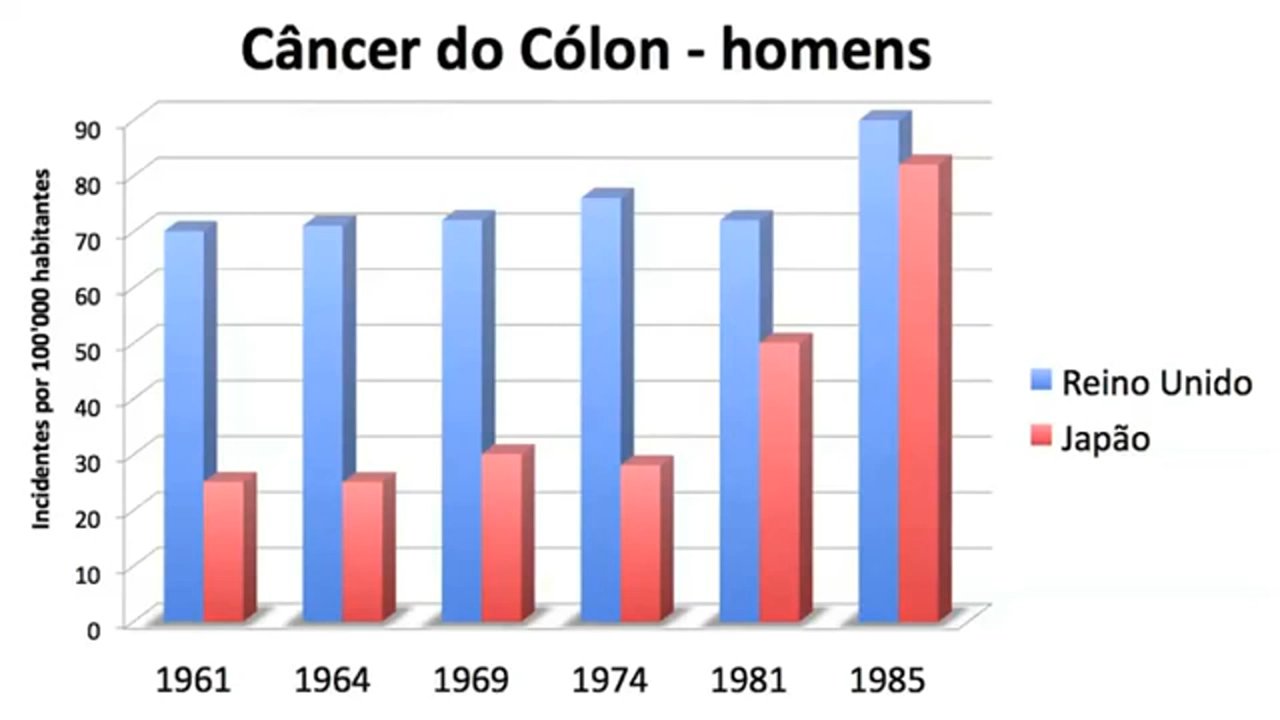 Câncer do Cólon - homens
Incidentes por 100'000 habitantes
90
80
70
60
50
40
30
20
10
0
1961 1964 1969 1974 1981 1985
Reino Unido
Japão